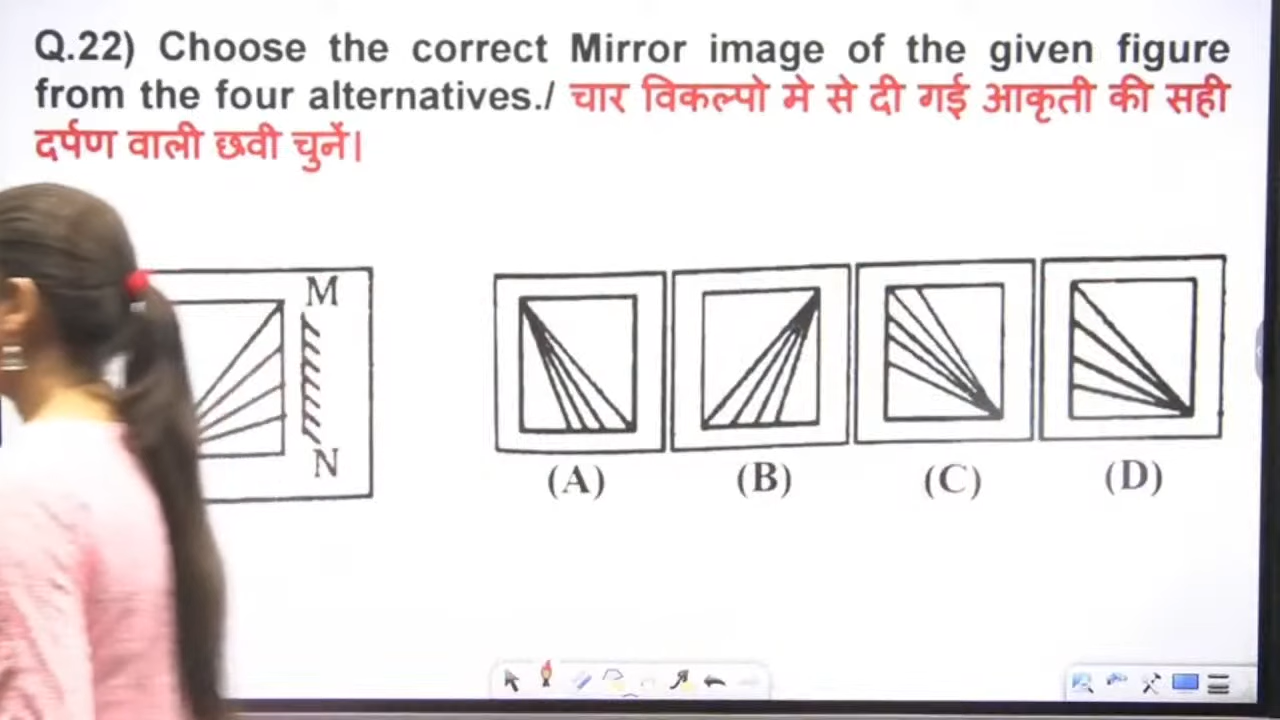 Q.22) Choose the correct Mirror image of the given figure
from the four alternatives./ चार विकल्पो मे से दी गई आकृती की सही
दर्पण वाली छवी चुनें।
M
N
(A) (B) (C) (D)